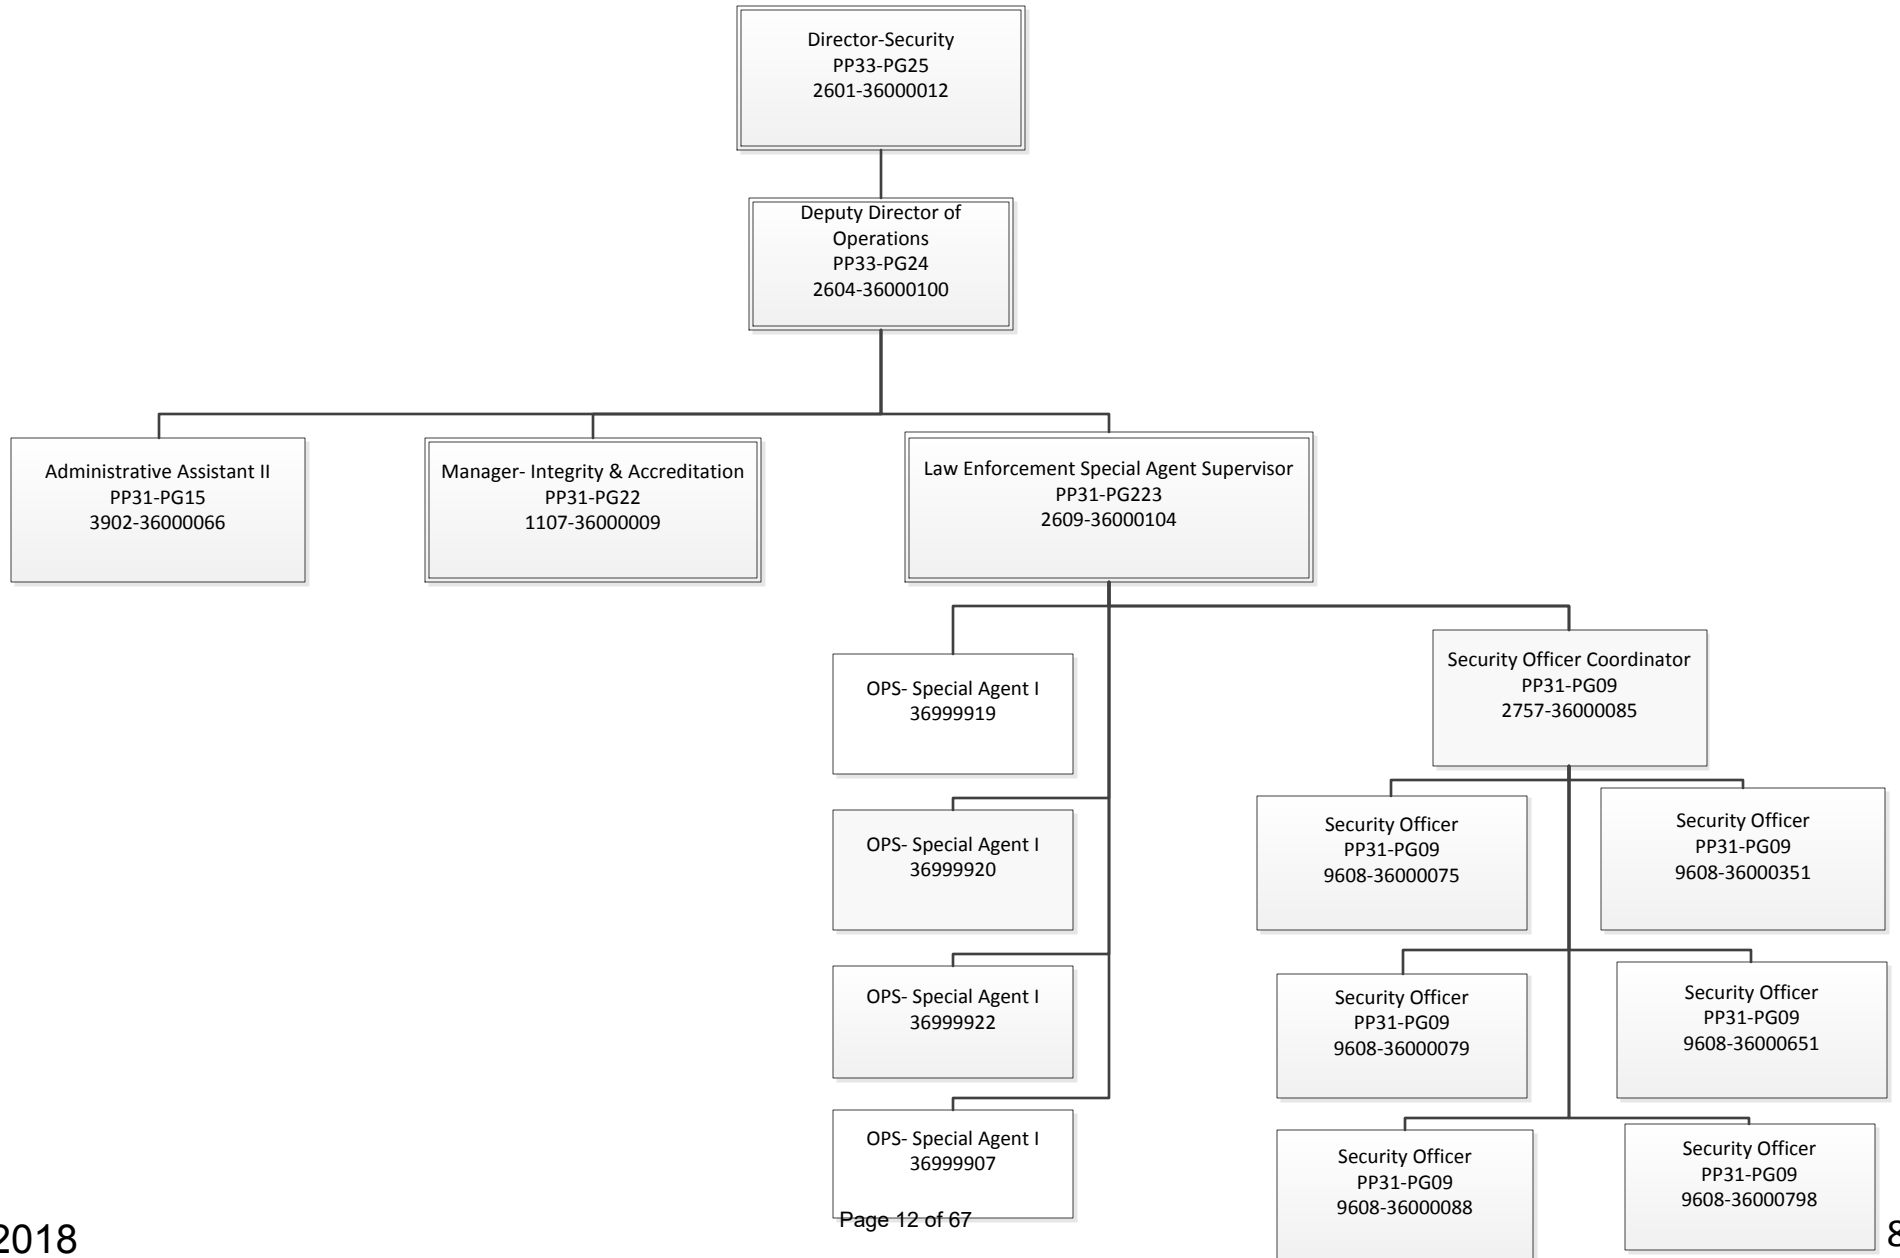 Director-Security
PP33-PG25
2601-36000012
Deputy Director of
Operations
PP33-PG24
2604-36000100
Administrative Assistant II
PP31-PG15
3902-36000066
Manager- Integrity & Accreditation
PP31-PG22
1107-36000009
Law Enforcement Special Agent Supervisor
PP31-PG223
2609-36000104
OPS- Special Agent I
36999919
OPS- Special Agent I
36999920
OPS- Special Agent I
36999922
OPS- Special Agent I
36999907
Security Officer Coordinator
PP31-PG09
2757-36000085
Security Officer
PP31-PG09
9608-36000075
Security Officer
PP31-PG09
9608-36000351
Security Officer
PP31-PG09
9608-36000079
Security Officer
PP31-PG09
9608-36000651
Security Officer
PP31-PG09
9608-36000088
Security Officer
PP31-PG09
9608-36000798
2018
Page 12 of 67